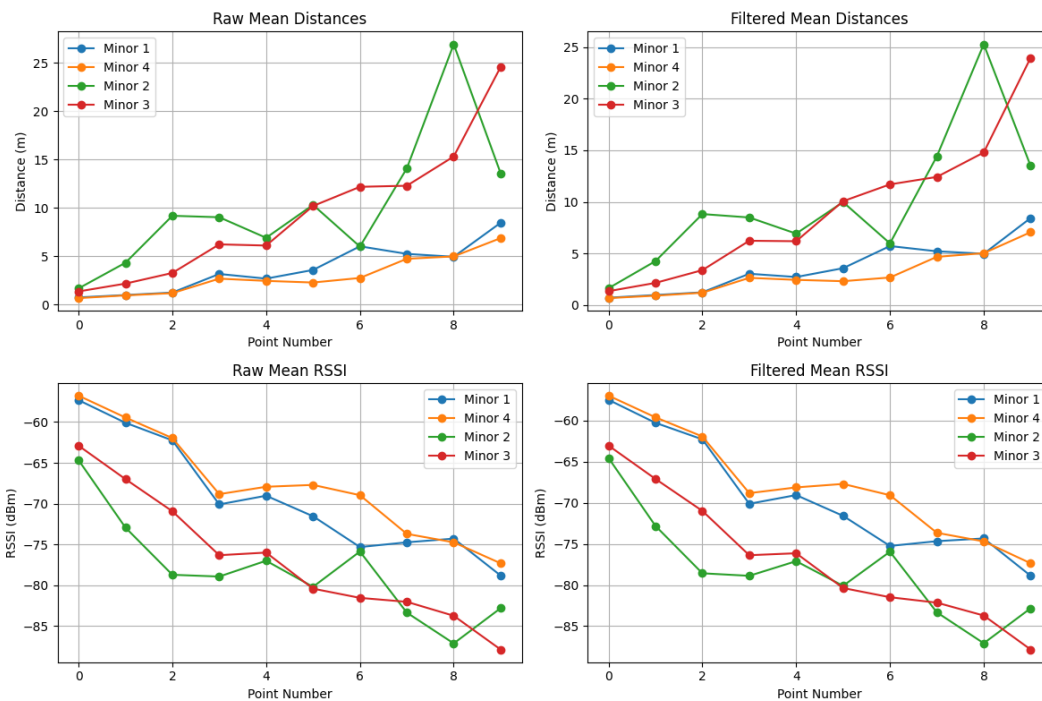 Raw Mean Distances
Distance (m)
25
20
15
10
5
0
Minor 1
Minor 4
Minor 2
Minor 3
0 2 4 6 8
Point Number
Filtered Mean Distances
Distance (m)
25
20
15
10
5
0
Minor 1
Minor 4
Minor 2
Minor 3
0 2 4 6 8
Point Number
Raw Mean RSSI
RSSI (dBm)
−60
−65
−70
−75
−80
−85
Minor 1
Minor 4
Minor 2
Minor 3
0 2 4 6 8
Point Number
Filtered Mean RSSI
RSSI (dBm)
−60
−65
−70
−75
−80
−85
Minor 1
Minor 4
Minor 2
Minor 3
0 2 4 6 8
Point Number